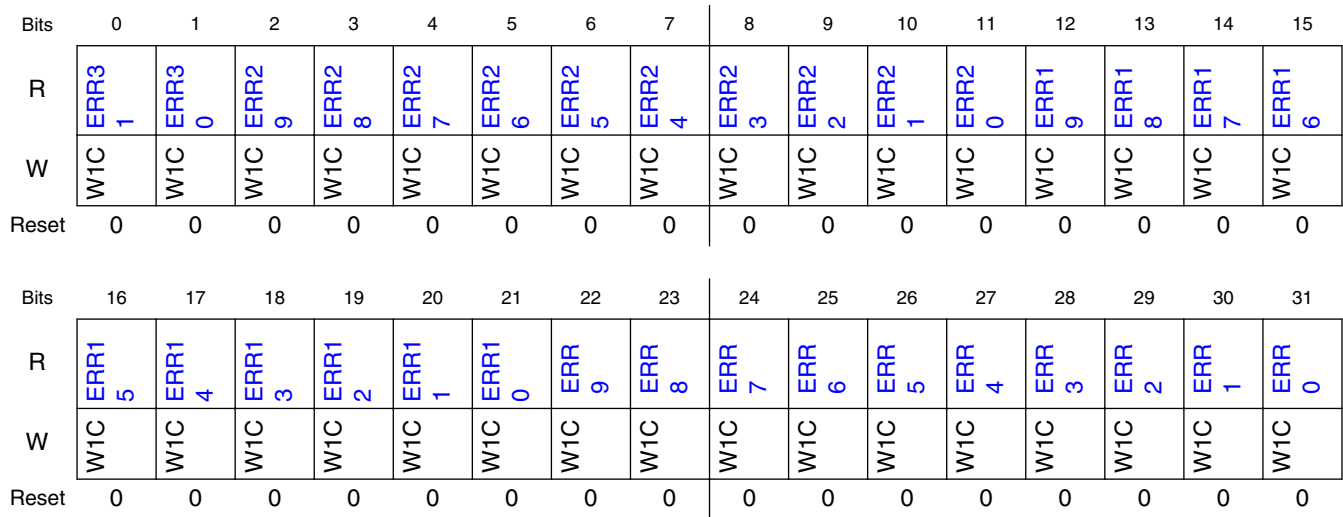 Bits 0 1 2 3 4 5 6 7 8 9 10 11 12 13 14 15
R ERR31 ERR30 ERR29 ERR28 ERR27 ERR26 ERR25 ERR24 ERR23 ERR22 ERR21 ERR20 ERR19 ERR18 ERR17 ERR16
W W1C W1C W1C W1C W1C W1C W1C W1C W1C W1C W1C W1C W1C W1C W1C W1C
Reset 0 0 0 0 0 0 0 0 0 0 0 0 0 0 0 0
Bits 16 17 18 19 20 21 22 23 24 25 26 27 28 29 30 31
R ERR15 ERR14 ERR13 ERR12 ERR11 ERR10 ERR9 ERR8 ERR7 ERR6 ERR5 ERR4 ERR3 ERR2 ERR1 ERR0
W W1C W1C W1C W1C W1C W1C W1C W1C W1C W1C W1C W1C W1C W1C W1C W1C
Reset 0 0 0 0 0 0 0 0 0 0 0 0 0 0 0 0